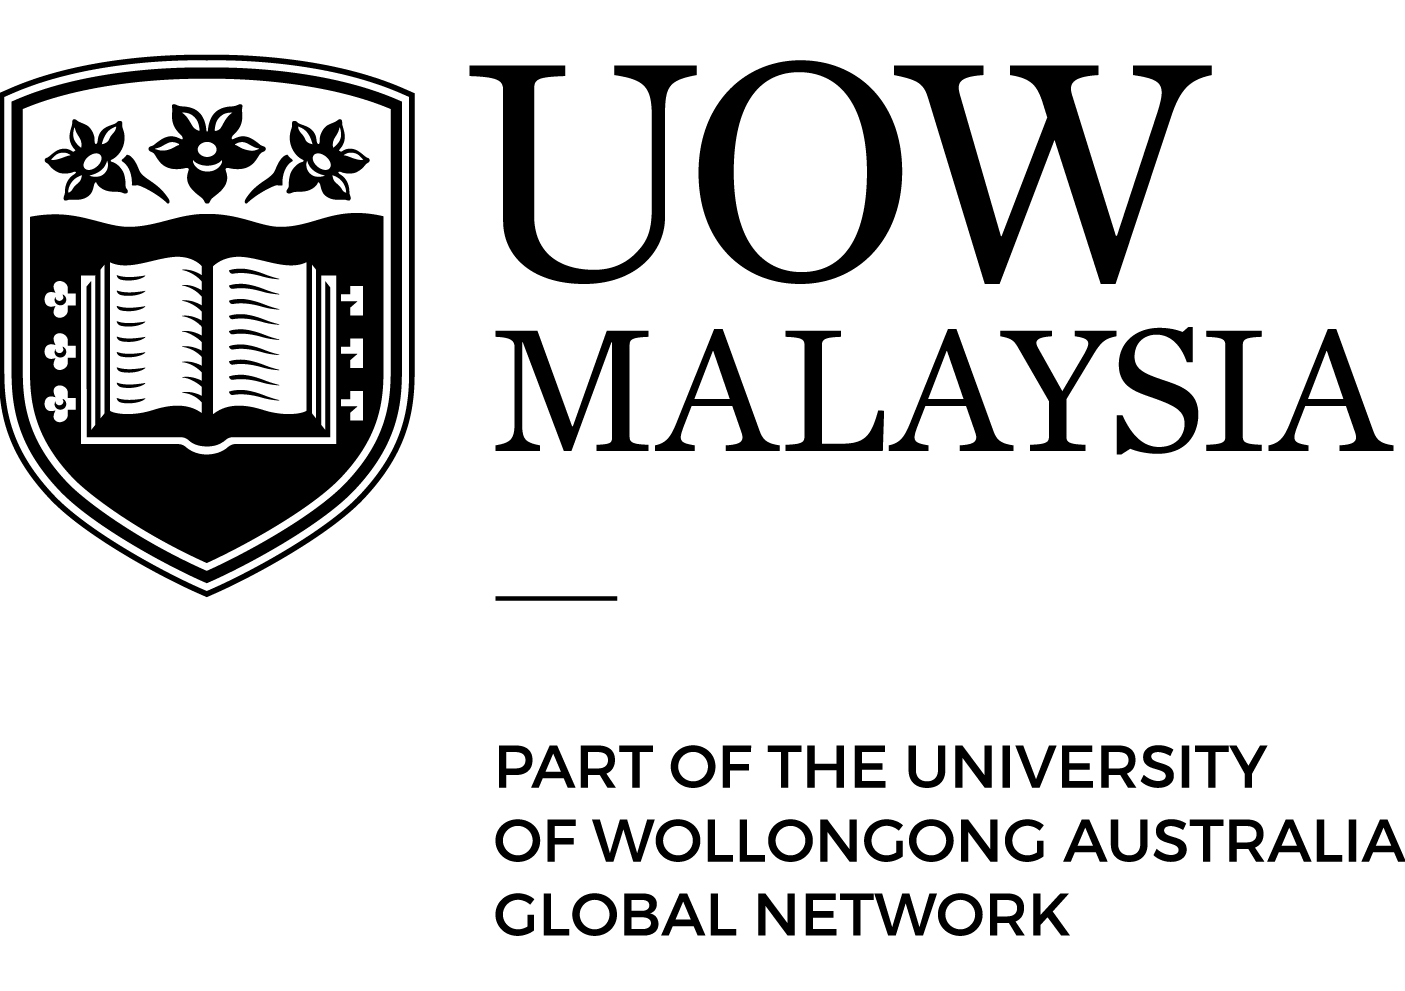 UOW
MALAYSIA
PART OF THE UNIVERSITY
OF WOLLONGONG AUSTRALIA
GLOBAL NETWORK